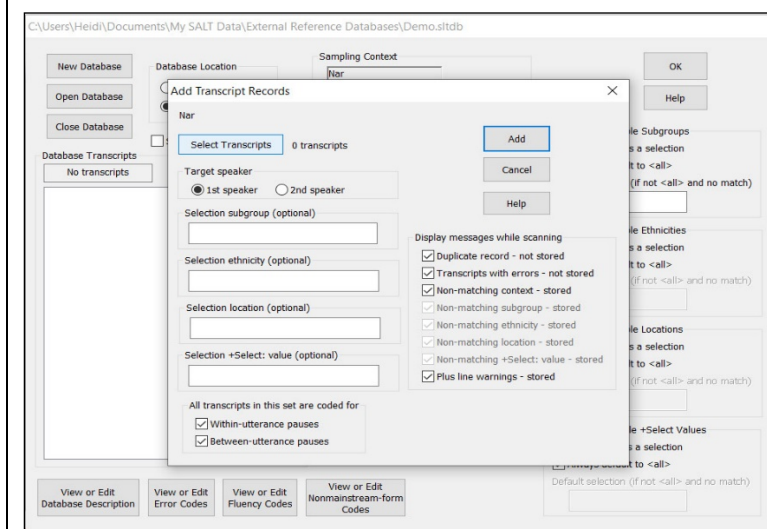 C:\Users\Heidi\Documents\My SALT Data\External Reference Databases\Demo.sltdb
New Database
Open Database
Close Database
Database Location
Sampling Context
Nar
OK
Help
Database Transcripts
No transcripts
Add Transcript Records
Nar
Select Transcripts
0 transcripts
Add
Cancel
Help
Target speaker
1st speaker
2nd speaker
Selection subgroup (optional)
Selection ethnicity (optional)
Selection location (optional)
Selection +Select: value (optional)
All transcripts in this set are coded for
Within-utterance pauses
Between-utterance pauses
Display messages while scanning
Duplicate record - not stored
Transcripts with errors - not stored
Non-matching context - stored
Non-matching subgroup - stored
Non-matching ethnicity - stored
Non-matching location - stored
Non-matching +Select: value - stored
Plus line warnings - stored
Subgroups
a selection
to <all>
(if not <all> and no match)
Ethnicities
a selection
to <all>
(if not <all> and no match)
Locations
a selection
to <all>
(if not <all> and no match)
+Select Values
a selection
to <all>
Default selection (if not <all> and no match)
View or Edit
Database Description
View or Edit
Error Codes
View or Edit
Fluency Codes
View or Edit
Nonmainstream-form
Codes